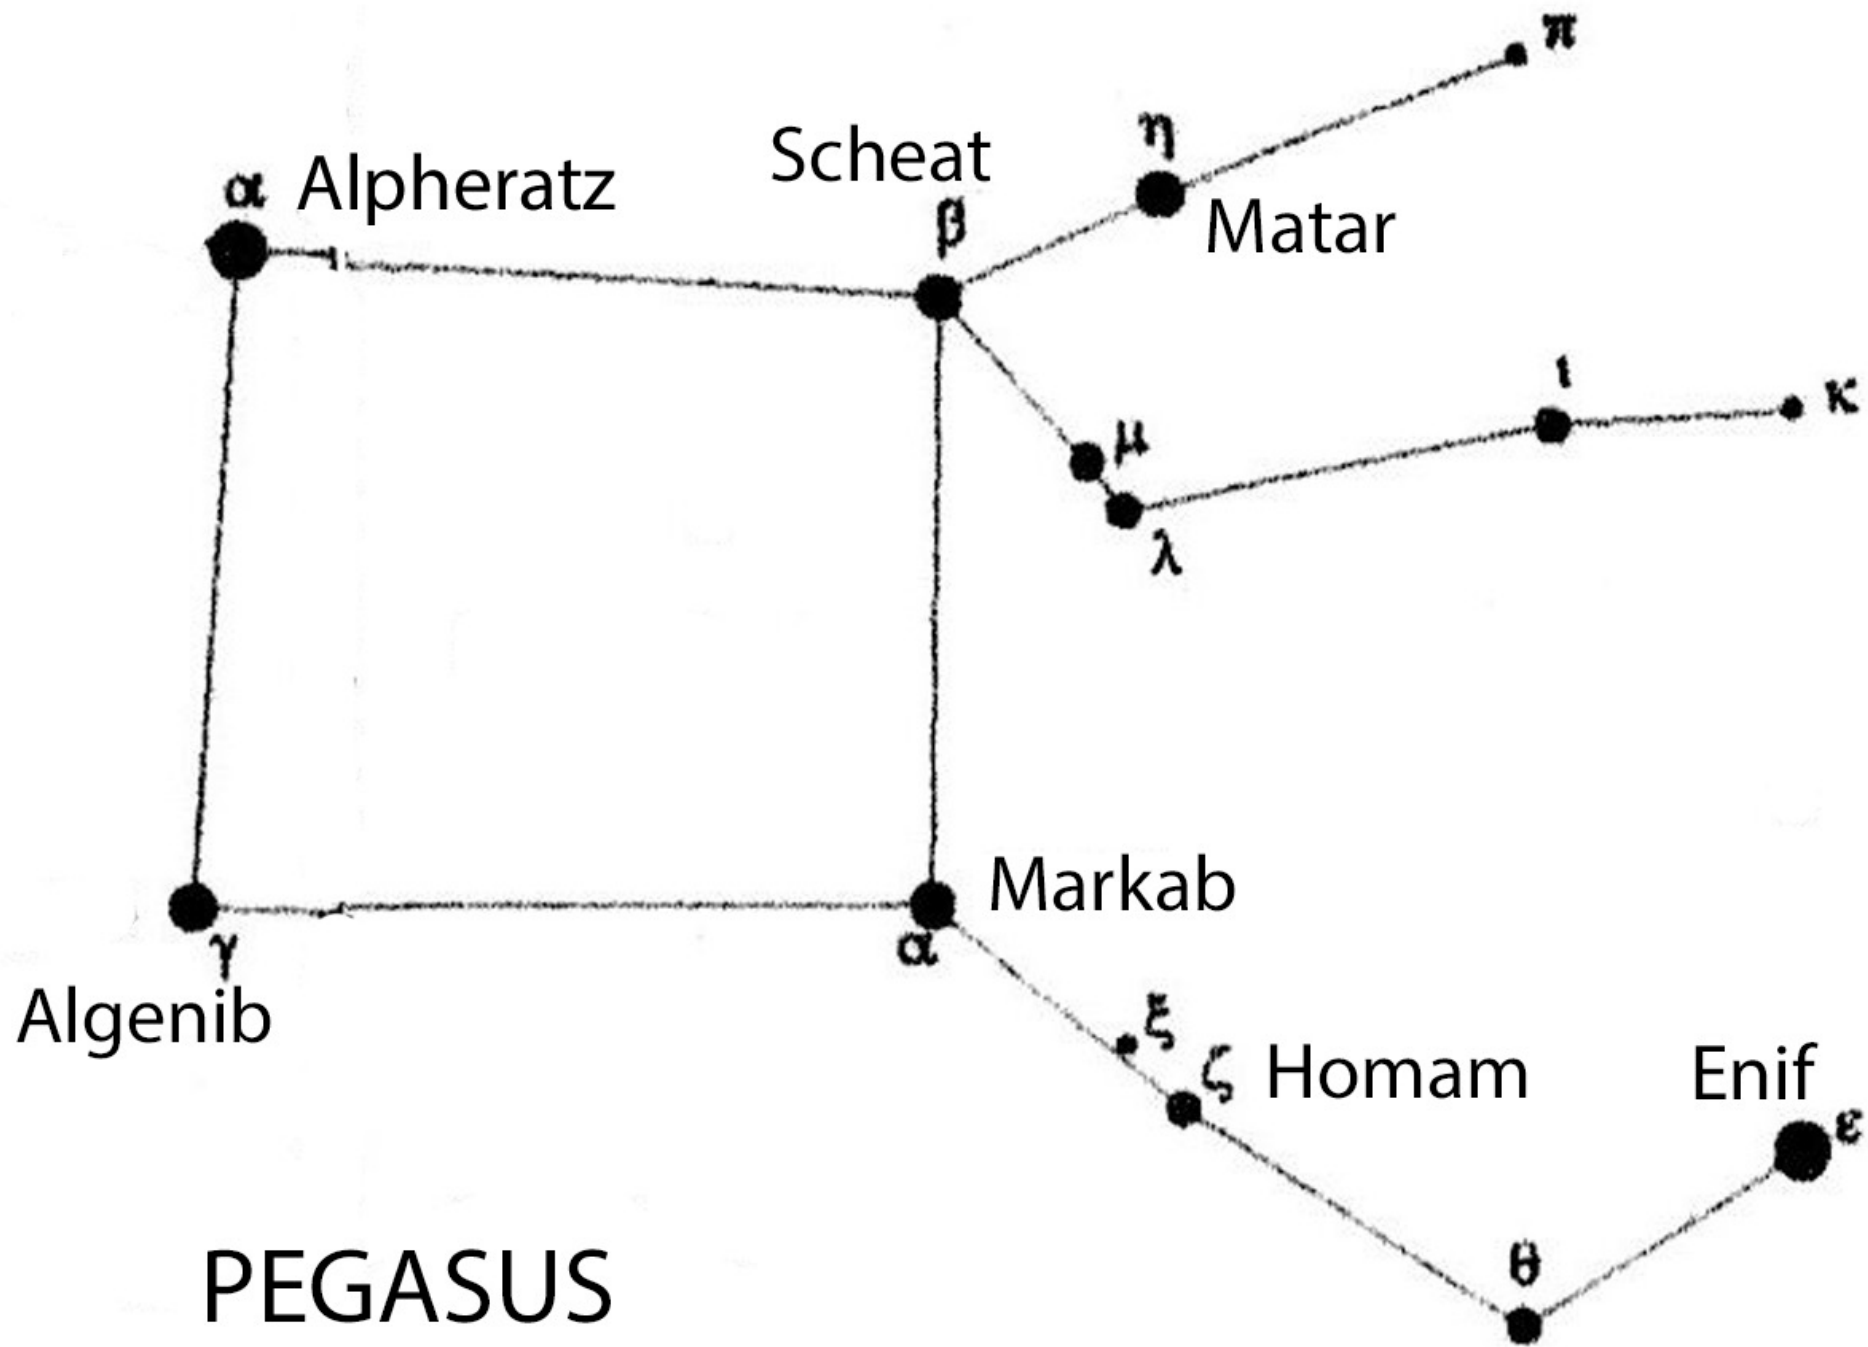 π
η
Scheat
α Alpheratz
β
Matar
ι
κ
μ
λ
Markab
α
γ
Algenib
ξ
ζ Homam
Enif
ε
θ
PEGASUS